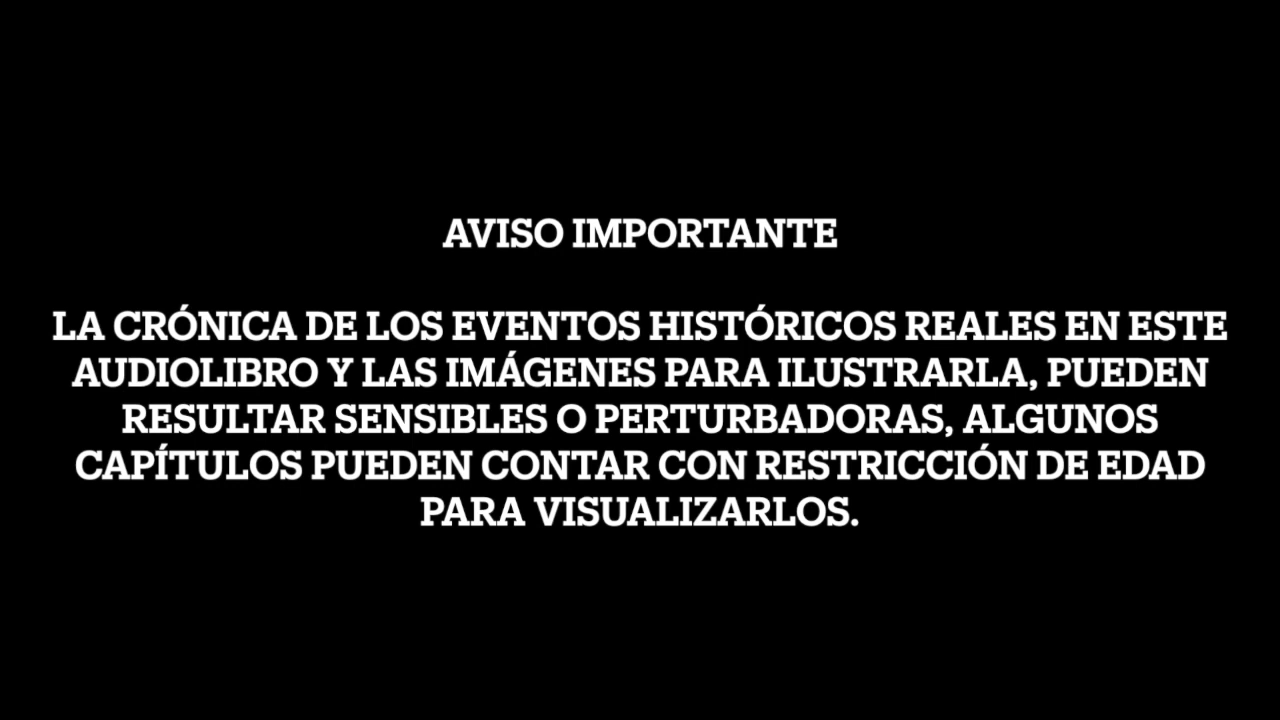 AVISO IMPORTANTE
LA CRÓNICA DE LOS EVENTOS HISTÓRICOS REALES EN ESTE
AUDIOLIBRO Y LAS IMÁGENES PARA ILUSTRARLA, PUEDEN
RESULTAR SENSIBLES O PERTURBADORAS, ALGUNOS
CAPÍTULOS PUEDEN CONTAR CON RESTRICCIÓN DE EDAD
PARA VISUALIZARLOS.